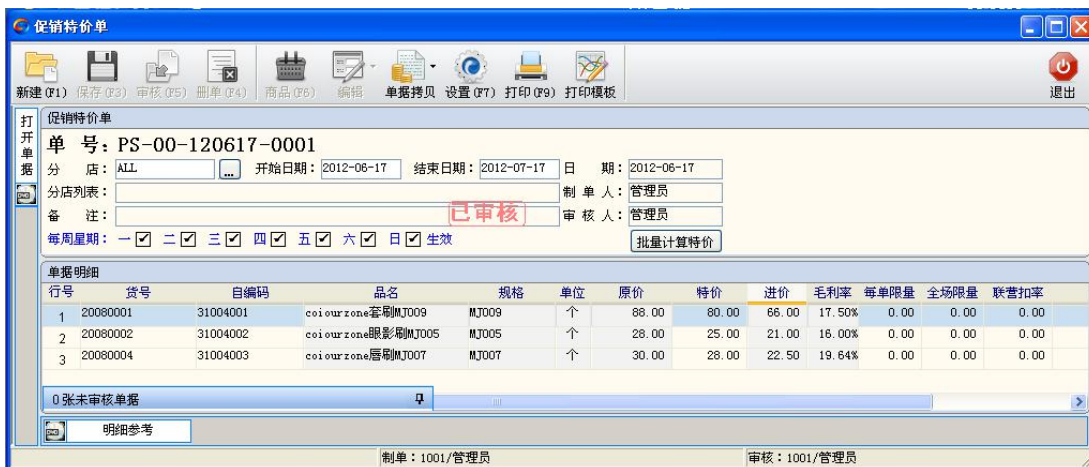 促销特价单
新建(F1) 保存(F3) 审核(F5) 删单(F4) 商品(F6) 编辑 单据拷贝 设置(F7) 打印(F9) 打印模板 退出
打开单据
促销特价单
单 号: PS-00-120617-0001
分 店: ALL ... 开始日期: 2012-06-17 结束日期: 2012-07-17 日 期: 2012-06-17
分店列表: 制 单 人: 管理员
备 注: 已审核 审 核 人: 管理员
每周星期: 一 二 三 四 五 六 日 生效 批量计算特价
单据明细
行号 货号 自编码 品名 规格 单位 原价 特价 进价 毛利率 每单限量 全场限量 联营扣率
1 20080001 31004001 coiourzone套刷MJ009 MJ009 个 88.00 80.00 66.00 17.50% 0.00 0.00 0.00
2 20080002 31004002 coiourzone眼影刷MJ005 MJ005 个 28.00 25.00 21.00 16.00% 0.00 0.00 0.00
3 20080004 31004003 coiourzone唇刷MJ007 MJ007 个 30.00 28.00 22.50 19.64% 0.00 0.00 0.00
0张未审核单据
明细参考
制单:1001/管理员 审核:1001/管理员